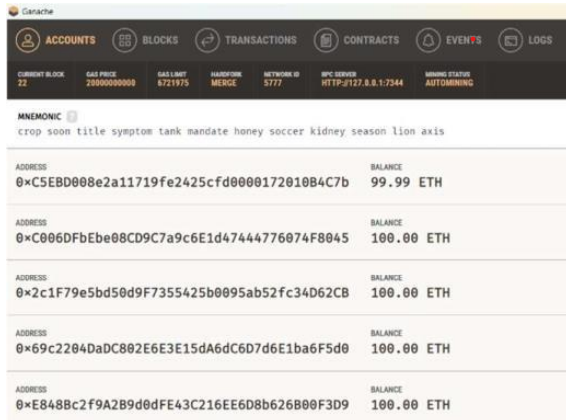 Ganache
ACCOUNTS BLOCKS TRANSACTIONS CONTRACTS EVENTS LOGS
CURRENT BLOCK GAS PRICE GAS LIMIT HARDFORK NETWORK ID RPC SERVER MINING STATUS
22 20000000000 6721975 MERGE 5777 HTTP://127.0.0.1:7344 AUTOMINING
MNEMONIC ?
crop soon title symptom tank mandate honey soccer kidney season lion axis
ADDRESS BALANCE
0×C5EBD008e2a11719fe2425cfd0000172010B4C7b 99.99 ETH
ADDRESS BALANCE
0×C006DFbEbe08CD9C7a9c6E1d47444776074F8045 100.00 ETH
ADDRESS BALANCE
0×2c1F79e5bd50d9F7355425b0095ab52fc34D62CB 100.00 ETH
ADDRESS BALANCE
0×69c2204DaDC802E6E3E15dA6dC6D7d6E1ba6F5d0 100.00 ETH
ADDRESS BALANCE
0×E848Bc2f9A2B9d0dFE43C216EE6D8b626B00F3D9 100.00 ETH